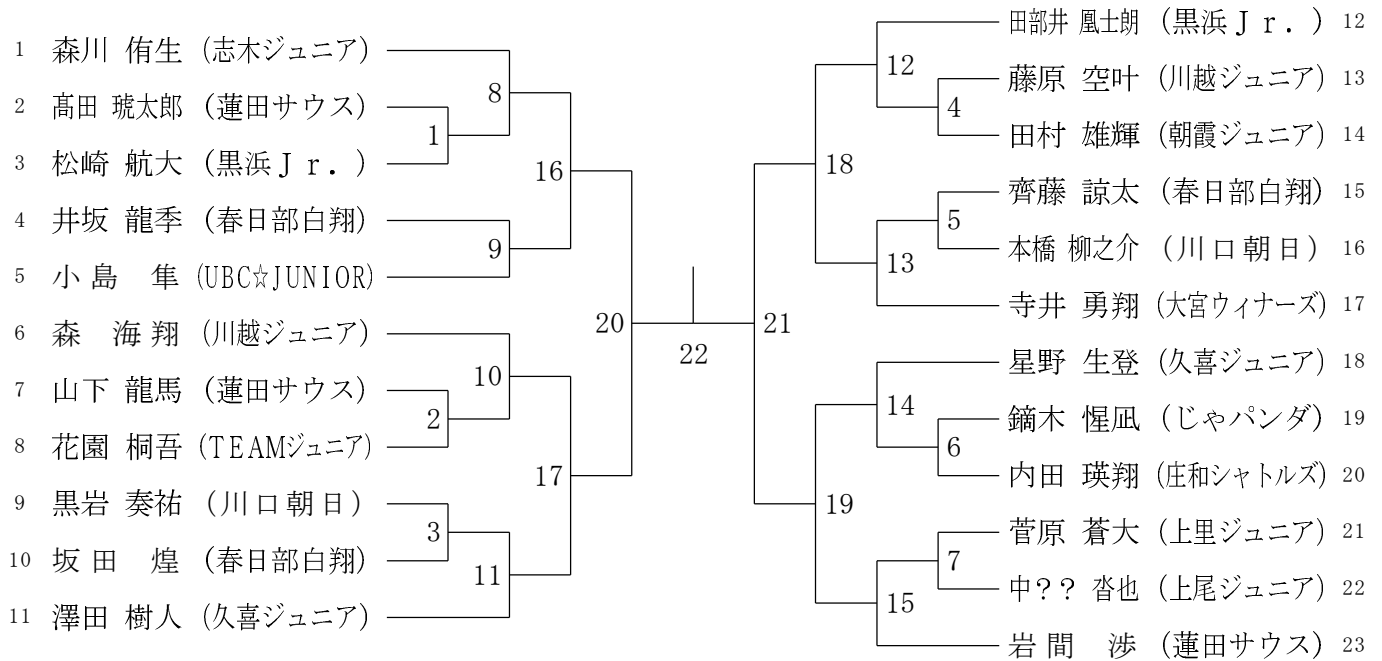 1 森川 侑生 (志木ジュニア)
2 髙田 琥太郎 (蓮田サウス)
3 松崎 航大 (黒浜Ｊｒ．)
4 井坂 龍季 (春日部白翔)
5 小島 隼 (UBC☆JUNIOR)
6 森 海翔 (川越ジュニア)
7 山下 龍馬 (蓮田サウス)
8 花園 桐吾 (TEAMジュニア)
9 黒岩 奏祐 (川口朝日)
10 坂田 煌 (春日部白翔)
11 澤田 樹人 (久喜ジュニア)
8
1
16
9
20
10
2
17
3
11
22
21
12
4
18
5
13
14
6
19
7
15
田部井 凰士朗 (黒浜Ｊｒ．) 12
藤原 空叶 (川越ジュニア) 13
田村 雄輝 (朝霞ジュニア) 14
齊藤 諒太 (春日部白翔) 15
本橋 柳之介 (川口朝日) 16
寺井 勇翔 (大宮ウィナーズ) 17
星野 生登 (久喜ジュニア) 18
鏑木 惺凪 (じゃパンダ) 19
内田 瑛翔 (庄和シャトルズ) 20
菅原 蒼大 (上里ジュニア) 21
中？？ 沓也 (上尾ジュニア) 22
岩間 渉 (蓮田サウス) 23